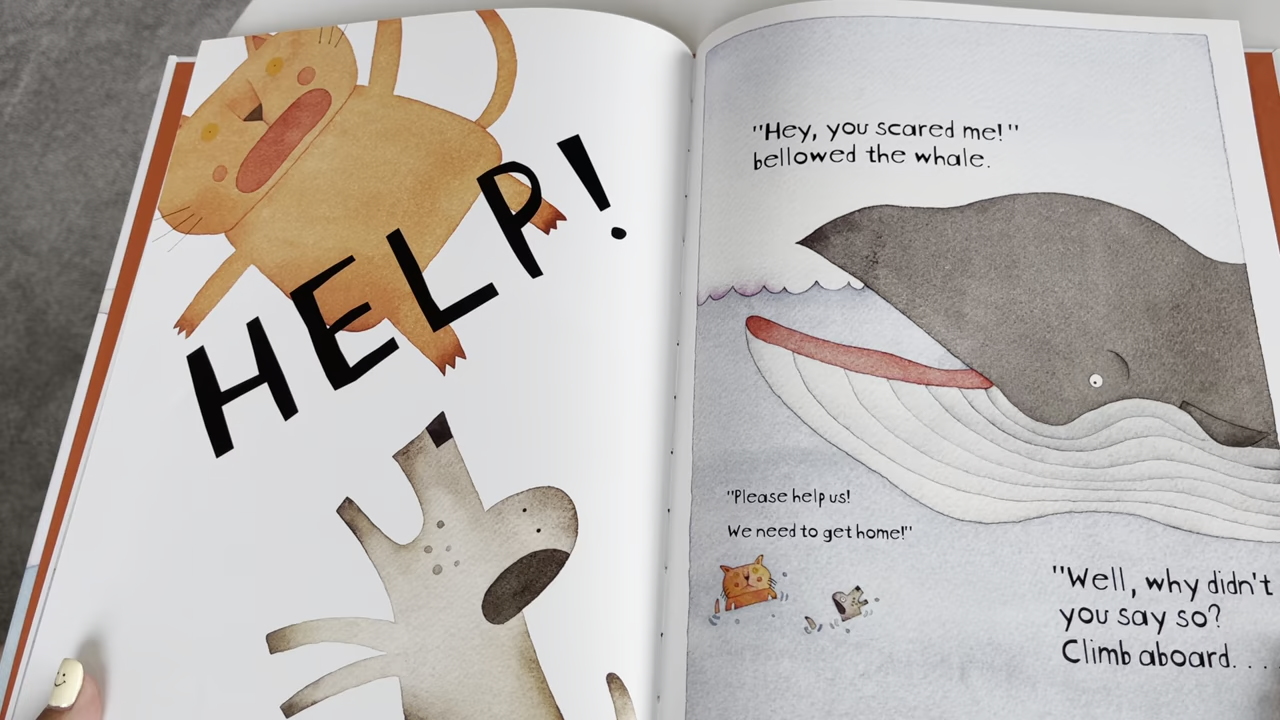 HELP!
"Hey, you scared me!"
bellowed the whale.
"Please help us!
We need to get home!"
"Well, why didn't
you say so?
Climb aboard. . . .